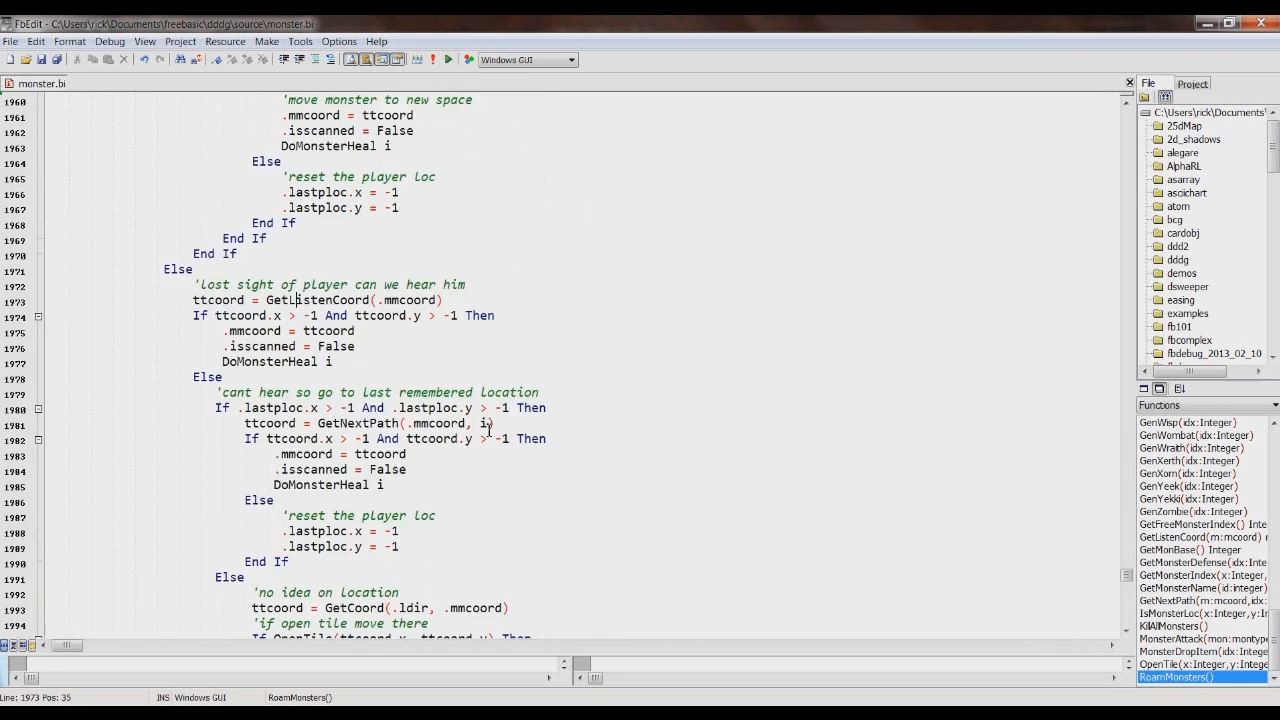 FbEdit - C:\Users\rick\Documents\freebasic\dddg\source\monster.bi
File Edit Format View Project Resource Make Tools Options Help
Windows GUI
monster.bi
File Project
1960 'move monster to new space
1961 .mmcoord = ttcoord
1962 .isscanned = False
1963 DoMonsterHeal i
1964 Else
1965 'reset the player loc
1966 .lastploc.x = -1
1967 .lastploc.y = -1
1968 End If
1969 End If
1970 End If
1971 Else
1972 'lost sight of player can we hear him
1973 ttcoord = GetListenCoord(.mmcoord)
1974 If ttcoord.x > -1 And ttcoord.y > -1 Then
1975 .mmcoord = ttcoord
1976 .isscanned = False
1977 DoMonsterHeal i
1978 Else
1979 'cant hear so go to last remembered location
1980 If .lastploc.x > -1 And .lastploc.y > -1 Then
1981 ttcoord = GetNextPath(.mmcoord, i)
1982 If ttcoord.x > -1 And ttcoord.y > -1 Then
1983 .mmcoord = ttcoord
1984 .isscanned = False
1985 DoMonsterHeal i
1986 Else
1987 'reset the player loc
1988 .lastploc.x = -1
1989 .lastploc.y = -1
1990 End If
1991 Else
1992 'no idea on location
1993 ttcoord = GetCoord(.ldir, .mmcoord)
1994 'if open tile move there
If OpenTile(ttcoord.x, ttcoord.y) Then
C:\Users\rick\Documents\
25dMap
2d_shadows
alegare
AlphaRL
asarray
asciichart
atom
bcg
cardobj
ddd2
dddg
demos
dsweeper
easing
examples
fb101
fbcomplex
fbdebug_2013_02_10
Functions
GenWisp(idx:Integer)
GenWombat(idx:Integer)
GenWraith(idx:Integer)
GenXerth(idx:Integer)
GenXorn(idx:Integer)
GenYeek(idx:Integer)
GenYekki(idx:Integer)
GenZombie(idx:Integer)
GetFreeMonsterIndex() Integer
GetListenCoord(m:mcoord) m
GetMonBase() Integer
GetMonsterDefense(idx:Inte
GetMonsterIndex(x:Integer,
GetMonsterName(id:Integer)
GetNextPath(m:mcoord,idx:
IsMonsterLoc(x:Integer,y:I
KillAllMonsters()
MonsterAttack(mon:montype
MonsterDropItem(idx:Intege
OpenTile(x:Integer,y:Intege
RoamMonsters()
Line: 1973 Pos: 35 INS Windows GUI RoamMonsters()